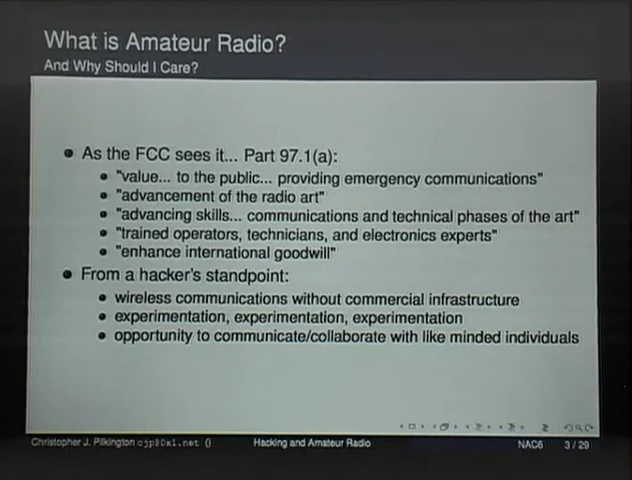 What is Amateur Radio?
And Why Should I Care?
As the FCC sees it... Part 97.1(a):
"value... to the public... providing emergency communications"
"advancement of the radio art"
"advancing skills... communications and technical phases of the art"
"trained operators, technicians, and electronics experts"
"enhance international goodwill"
From a hacker's standpoint:
wireless communications without commercial infrastructure
experimentation, experimentation, experimentation
opportunity to communicate/collaborate with like minded individuals
Christopher J. Pilkington cjp@0x1.net () Hacking and Amateur Radio NAC6 3 / 29